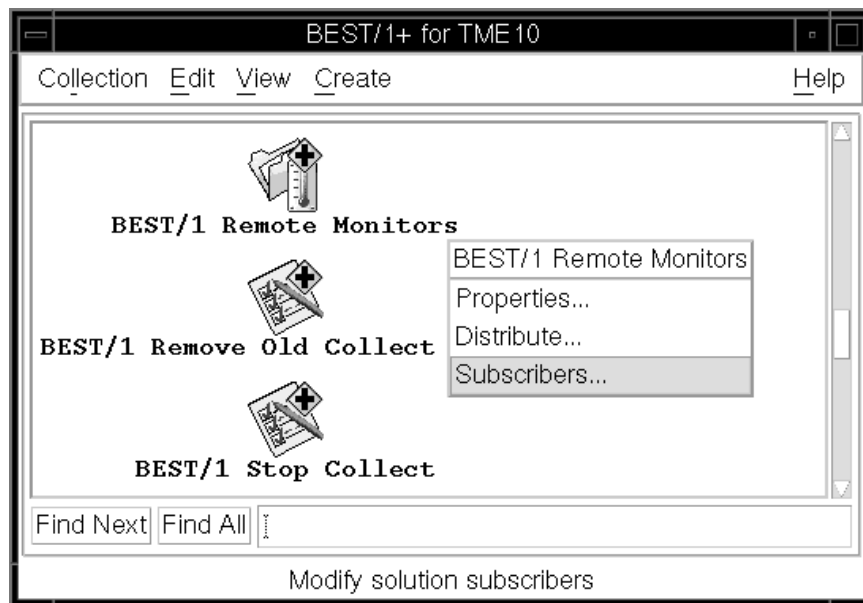 BEST/1+ for TME10
Collection Edit View Create Help
BEST/1 Remote Monitors
BEST/1 Remote Monitors
Properties...
Distribute...
Subscribers...
BEST/1 Remove Old Collect
BEST/1 Stop Collect
Find Next Find All
Modify solution subscribers